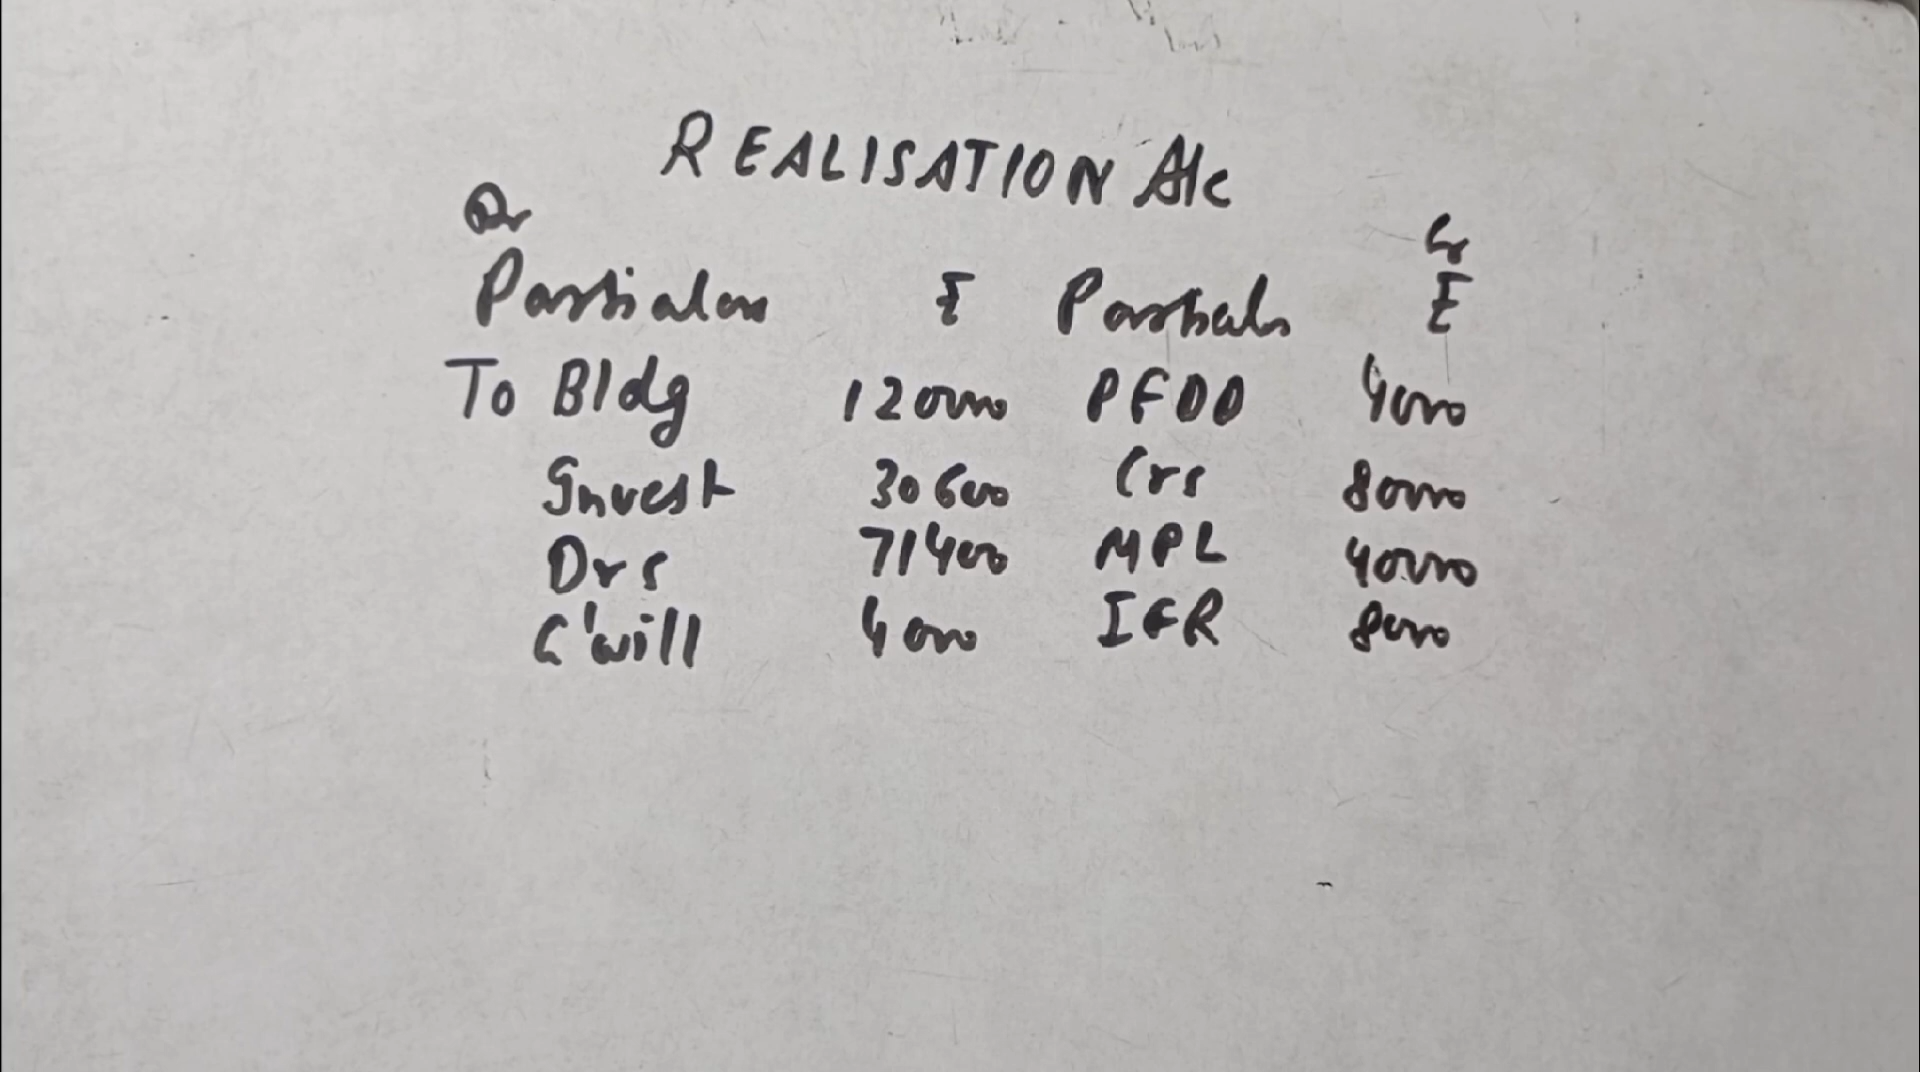 REALISATION A/c
Dr Cr
Particulars ₹ Particulars ₹
To Bldg 120000 PFDD 4000
Invest 30600 Crs 80000
Drs 71400 MPL 40000
G'will 4000 IFR 8000